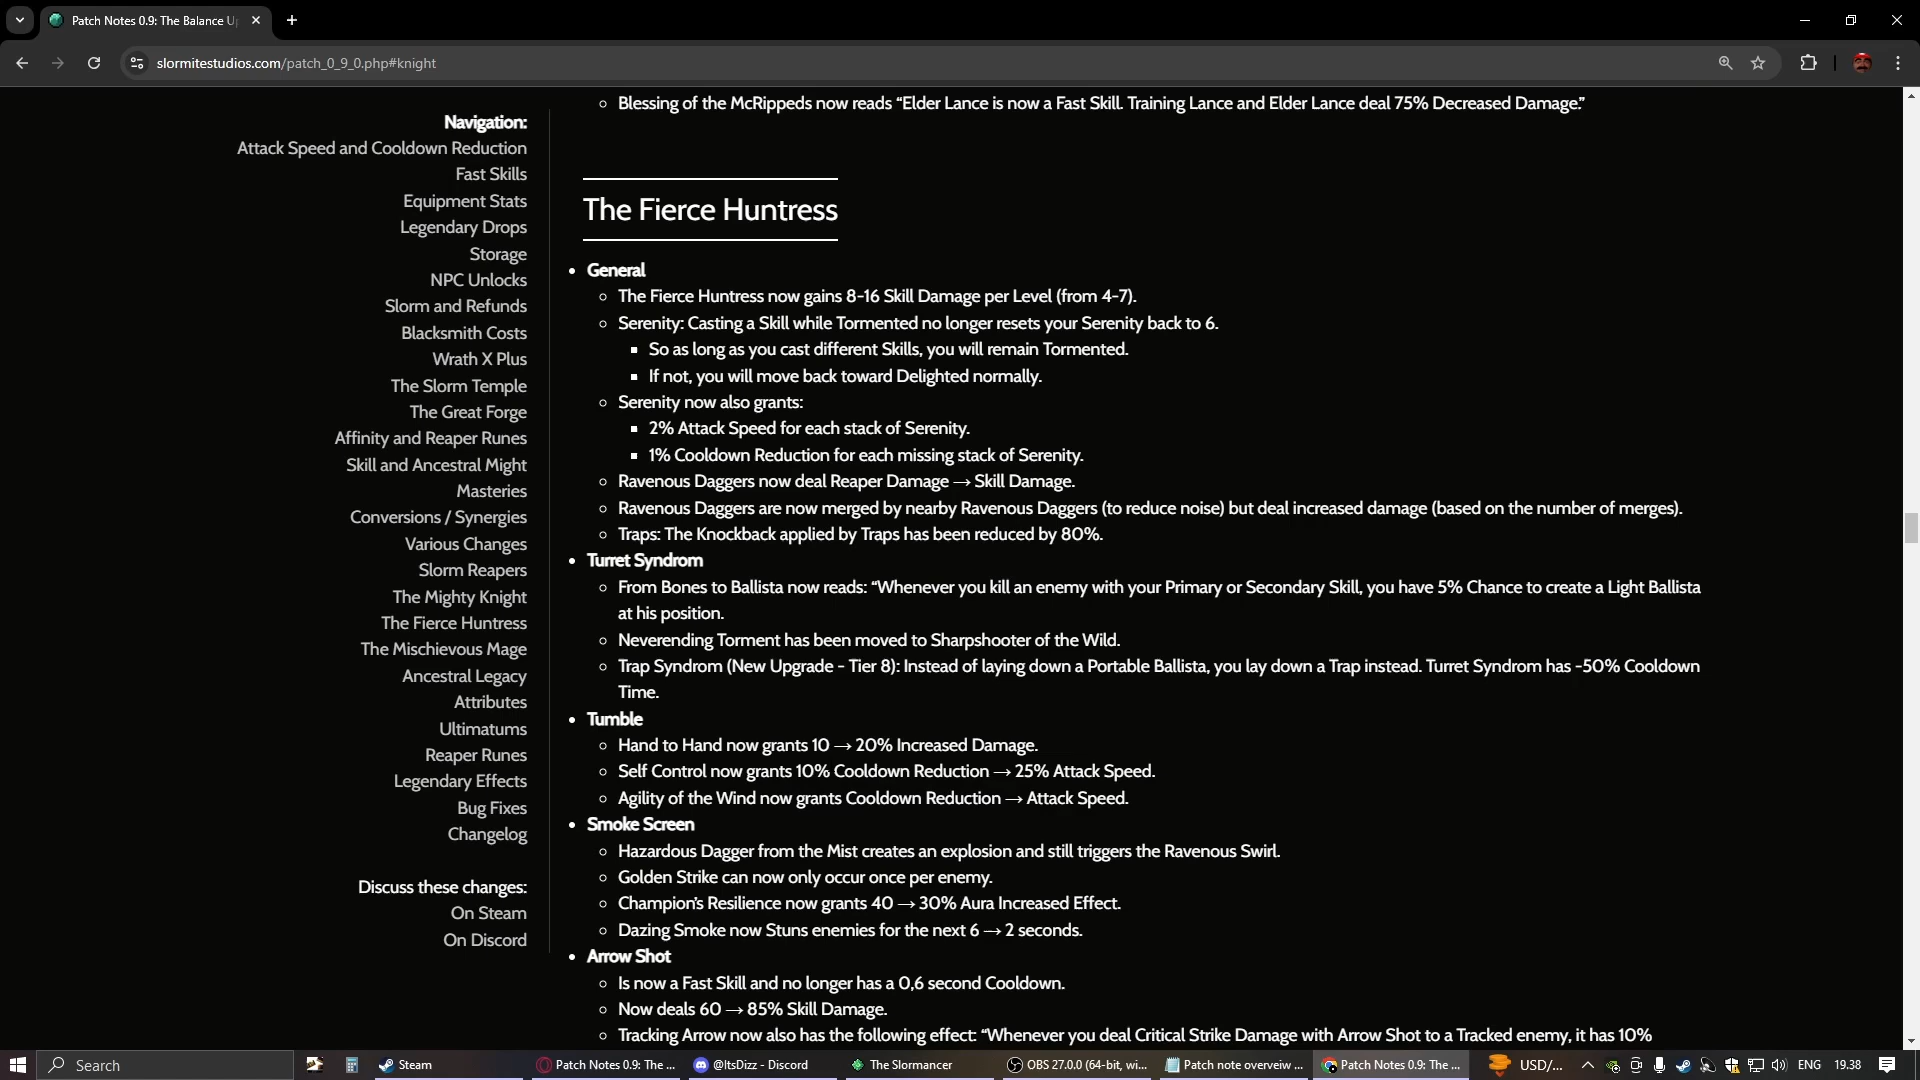 Patch Notes 0.9: The Balance U
slormitestudios.com/patch_0_9_0.php#knight
Blessing of the McRippeds now reads “Elder Lance is now a Fast Skill. Training Lance and Elder Lance deal 75% Decreased Damage.”
Navigation:
Attack Speed and Cooldown Reduction
Fast Skills
Equipment Stats
Legendary Drops
Storage
NPC Unlocks
Slorm and Refunds
Blacksmith Costs
Wrath X Plus
The Slorm Temple
The Great Forge
Affinity and Reaper Runes
Skill and Ancestral Might
Masteries
Conversions / Synergies
Various Changes
Slorm Reapers
The Mighty Knight
The Fierce Huntress
The Mischievous Mage
Ancestral Legacy
Attributes
Ultimatums
Reaper Runes
Legendary Effects
Bug Fixes
Changelog
Discuss these changes:
On Steam
On Discord
The Fierce Huntress
General
The Fierce Huntress now gains 8-16 Skill Damage per Level (from 4-7).
Serenity: Casting a Skill while Tormented no longer resets your Serenity back to 6.
So as long as you cast different Skills, you will remain Tormented.
If not, you will move back toward Delighted normally.
Serenity now also grants:
2% Attack Speed for each stack of Serenity.
1% Cooldown Reduction for each missing stack of Serenity.
Ravenous Daggers now deal Reaper Damage → Skill Damage.
Ravenous Daggers are now merged by nearby Ravenous Daggers (to reduce noise) but deal increased damage (based on the number of merges).
Traps: The Knockback applied by Traps has been reduced by 80%.
Turret Syndrom
From Bones to Ballista now reads: “Whenever you kill an enemy with your Primary or Secondary Skill, you have 5% Chance to create a Light Ballista
at his position.
Neverending Torment has been moved to Sharpshooter of the Wild.
Trap Syndrom (New Upgrade - Tier 8): Instead of laying down a Portable Ballista, you lay down a Trap instead. Turret Syndrom has -50% Cooldown
Time.
Tumble
Hand to Hand now grants 10 → 20% Increased Damage.
Self Control now grants 10% Cooldown Reduction → 25% Attack Speed.
Agility of the Wind now grants Cooldown Reduction → Attack Speed.
Smoke Screen
Hazardous Dagger from the Mist creates an explosion and still triggers the Ravenous Swirl.
Golden Strike can now only occur once per enemy.
Champion's Resilience now grants 40 → 30% Aura Increased Effect.
Dazing Smoke now Stuns enemies for the next 6 → 2 seconds.
Arrow Shot
Is now a Fast Skill and no longer has a 0,6 second Cooldown.
Now deals 60 → 85% Skill Damage.
Tracking Arrow now also has the following effect: “Whenever you deal Critical Strike Damage with Arrow Shot to a Tracked enemy, it has 10%
Search
Steam
Patch Notes 0.9: The ...
@ItsDizz - Discord
The Slormancer
OBS 27.0.0 (64-bit, wi...
Patch note overeiw ...
Patch Notes 0.9: The ...
USD/...
ENG
19.38